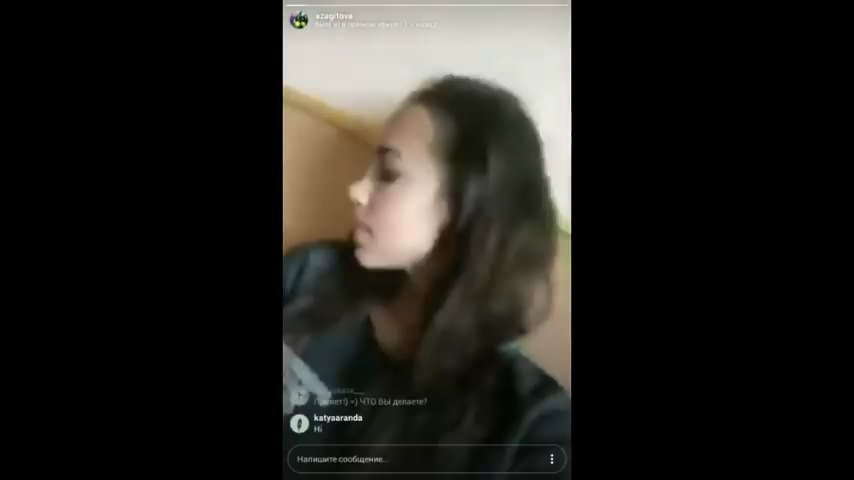 azagitova
Привет!) =) ЧТО ВЫ делаете?
katyaaranda
Hi
Напишите сообщение...